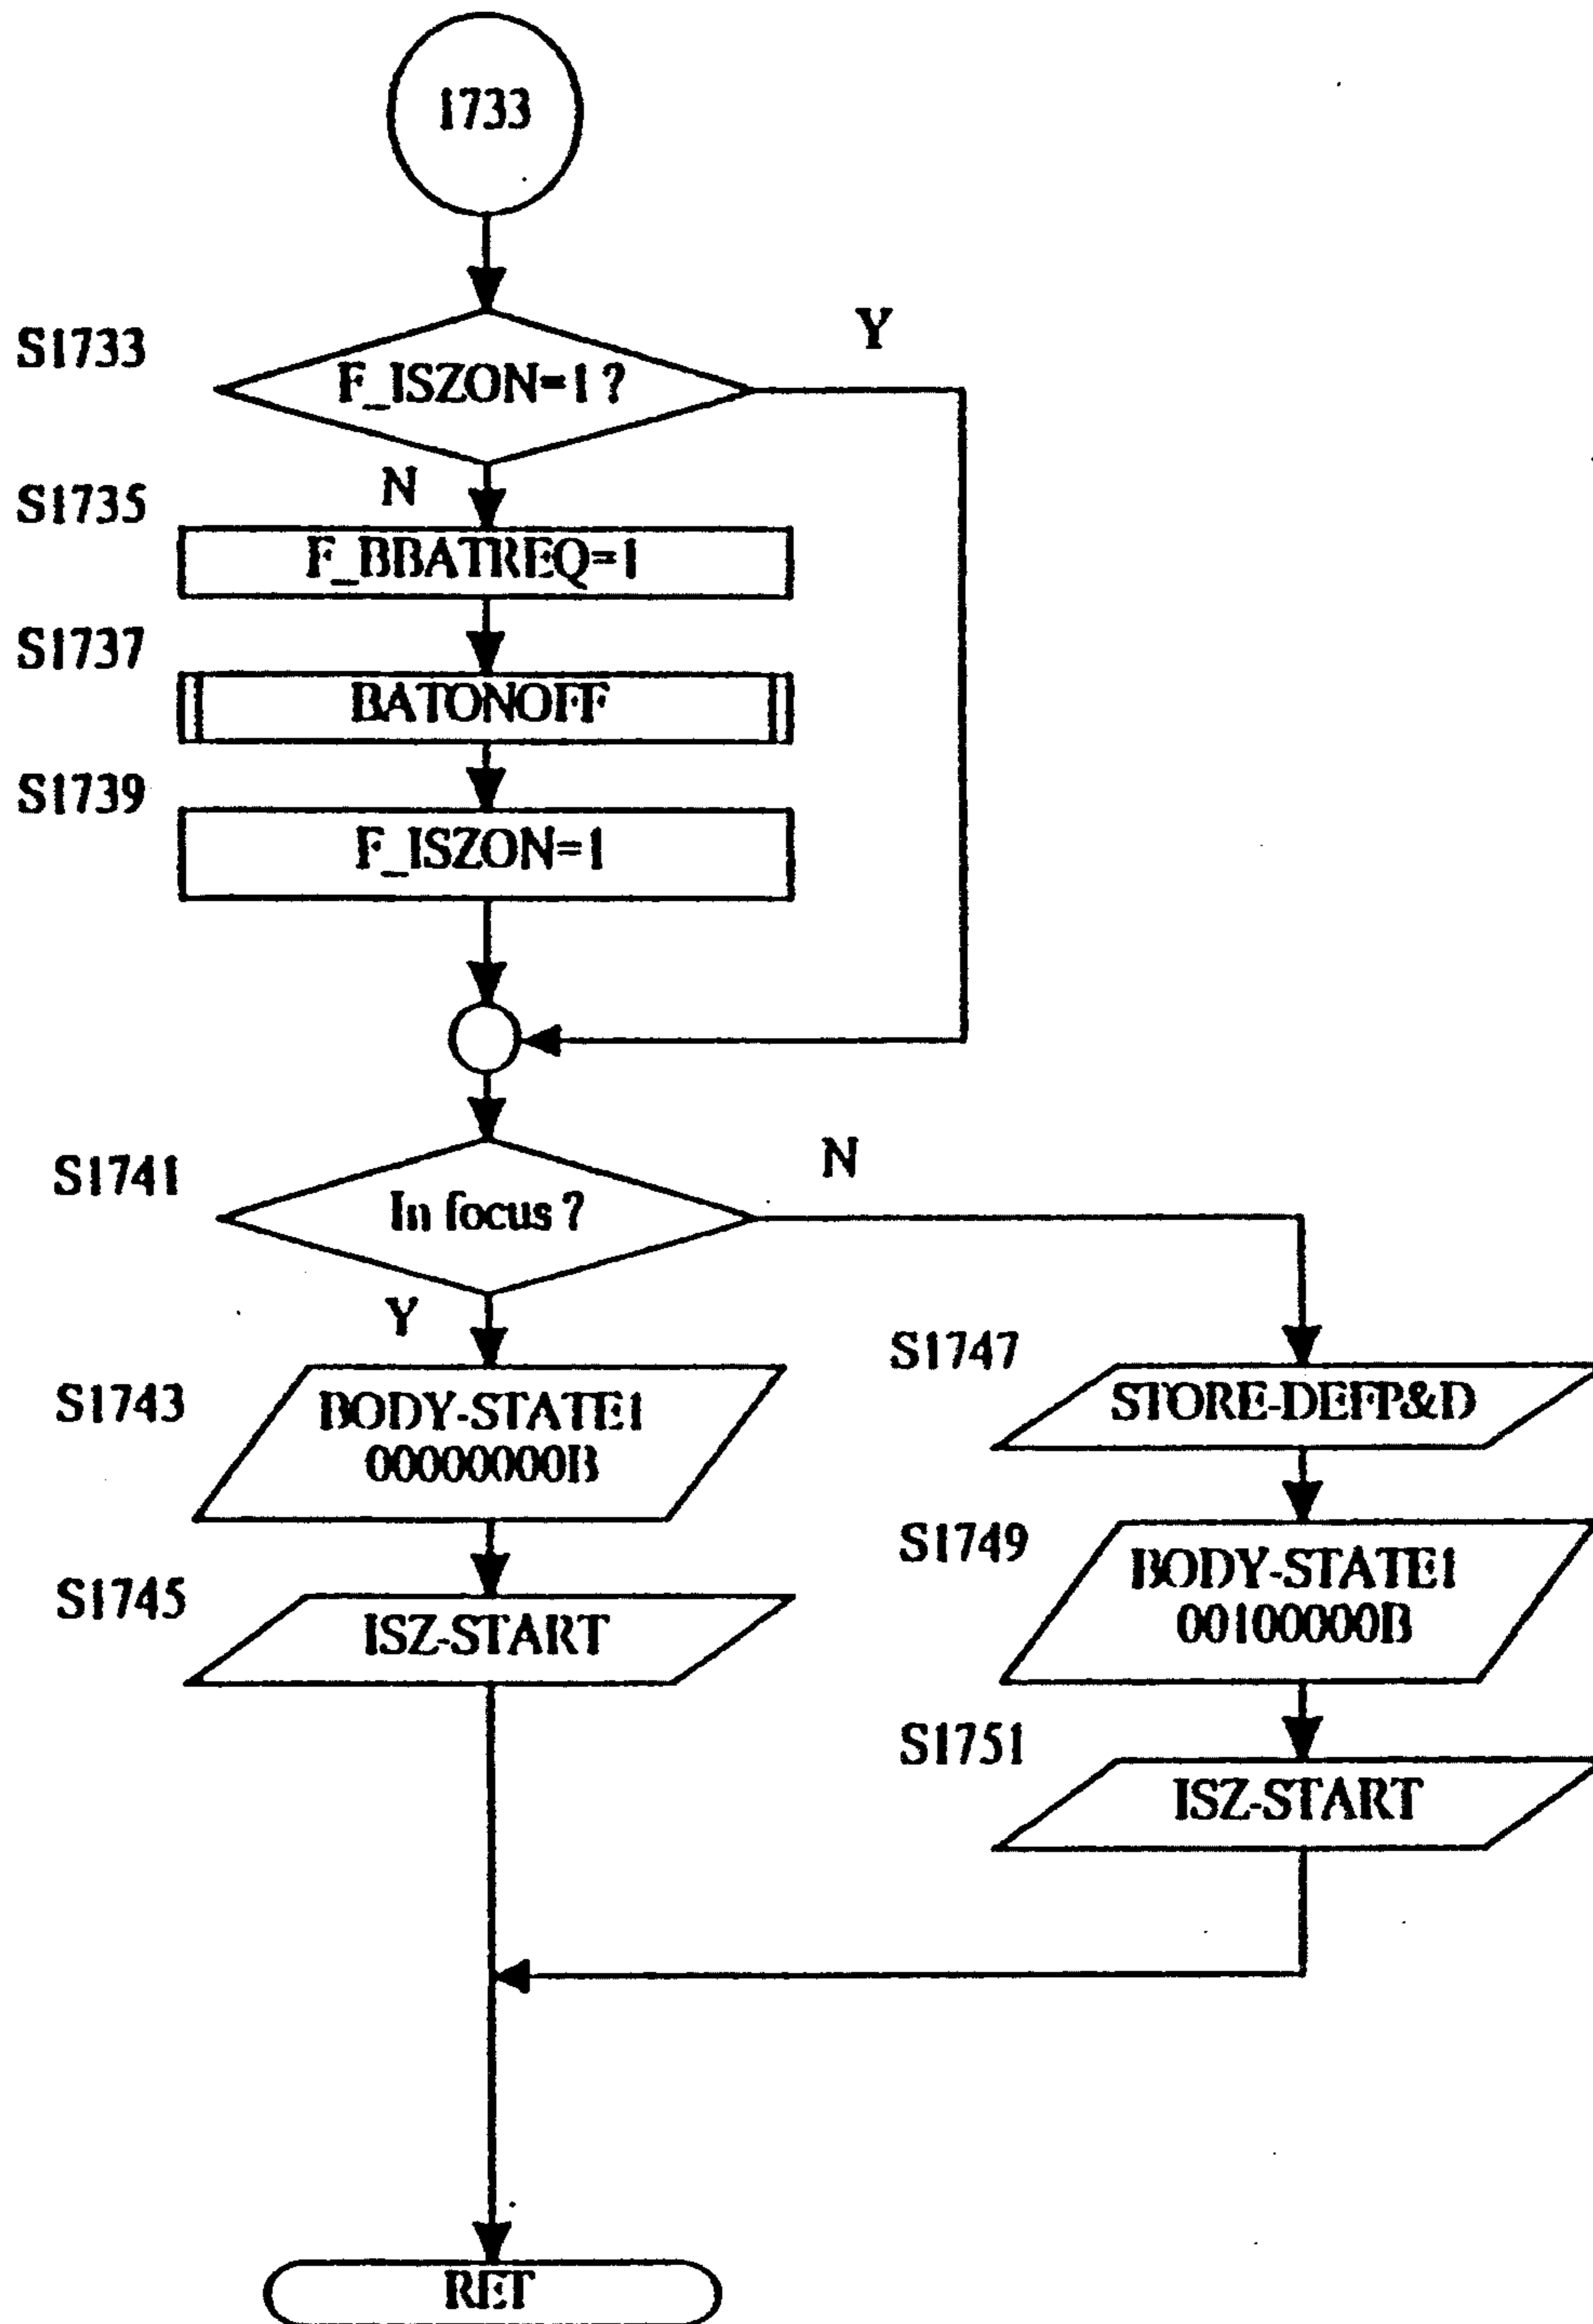 1733
S1733
F_ISZON=1 ?
Y
N
S1735
F_BBATREQ=1
S1737
BATONOFF
S1739
F_ISZON=1
S1741
In focus ?
N
Y
S1743
BODY-STATE1
00000000B
S1745
ISZ-START
S1747
STORE-DEFP&D
S1749
BODY-STATE1
00100000B
S1751
ISZ-START
RET